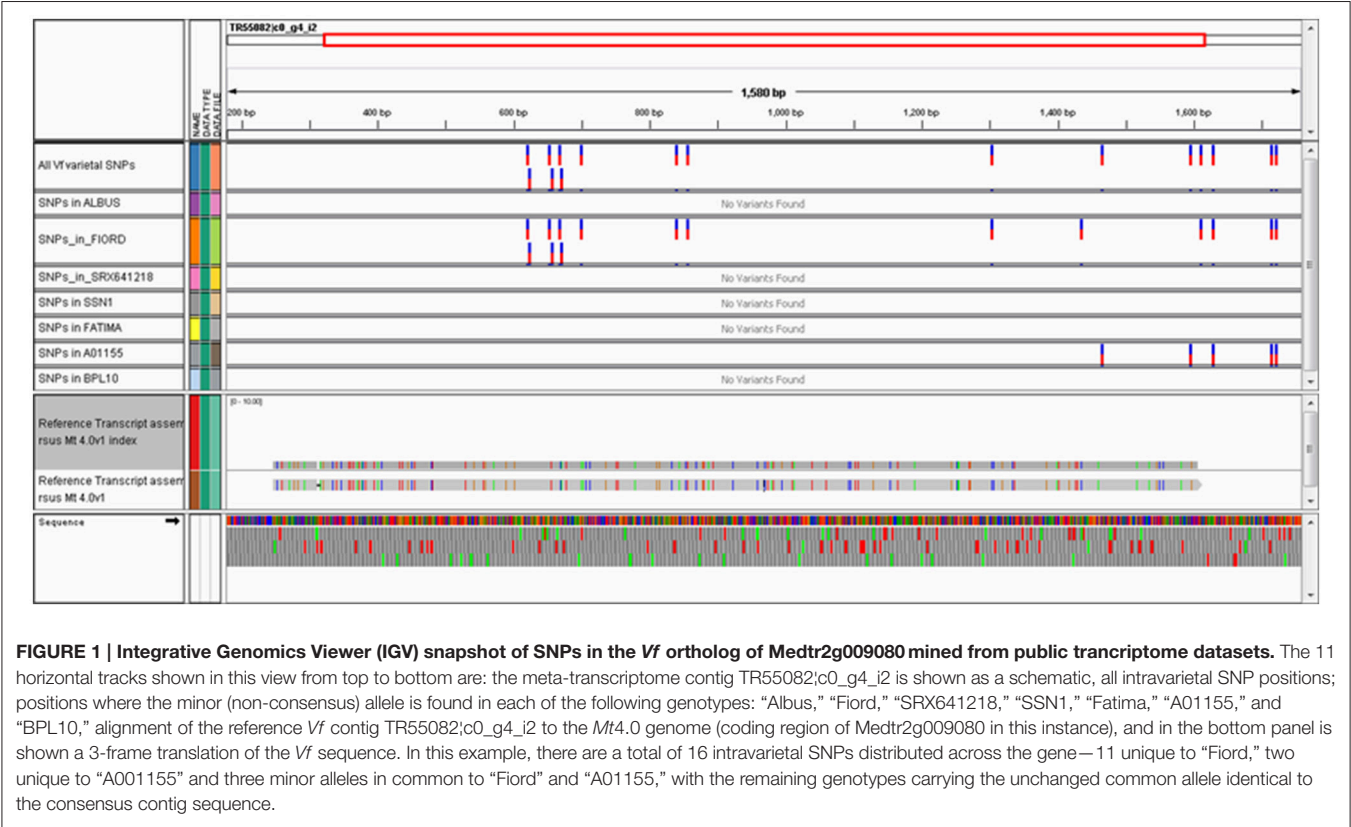 TR55082|c0_g4_i2
1,580 bp
200 bp 400 bp 600 bp 800 bp 1,000 bp 1,200 bp 1,400 bp 1,600 bp
NAME
DATA TYPE
DATA FILE
All Vf varietal SNPs
SNPs in ALBUS No Variants Found
SNPs_in_FIORD
SNPs_in_SRX641218 No Variants Found
SNPs in SSN1 No Variants Found
SNPs in FATIMA No Variants Found
SNPs in A01155
SNPs in BPL10 No Variants Found
[0 - 10.00]
Reference Transcript assem
rsus Mt 4.0v1 index
Reference Transcript assem
rsus Mt 4.0v1
Sequence
FIGURE 1 | Integrative Genomics Viewer (IGV) snapshot of SNPs in the Vf ortholog of Medtr2g009080 mined from public trancriptome datasets. The 11
horizontal tracks shown in this view from top to bottom are: the meta-transcriptome contig TR55082¦c0_g4_i2 is shown as a schematic, all intravarietal SNP positions;
positions where the minor (non-consensus) allele is found in each of the following genotypes: “Albus,” “Fiord,” “SRX641218,” “SSN1,” “Fatima,” “A01155,” and
“BPL10,” alignment of the reference Vf contig TR55082¦c0_g4_i2 to the Mt4.0 genome (coding region of Medtr2g009080 in this instance), and in the bottom panel is
shown a 3-frame translation of the Vf sequence. In this example, there are a total of 16 intravarietal SNPs distributed across the gene—11 unique to “Fiord,” two
unique to “A001155” and three minor alleles in common to “Fiord” and “A01155,” with the remaining genotypes carrying the unchanged common allele identical to
the consensus contig sequence.